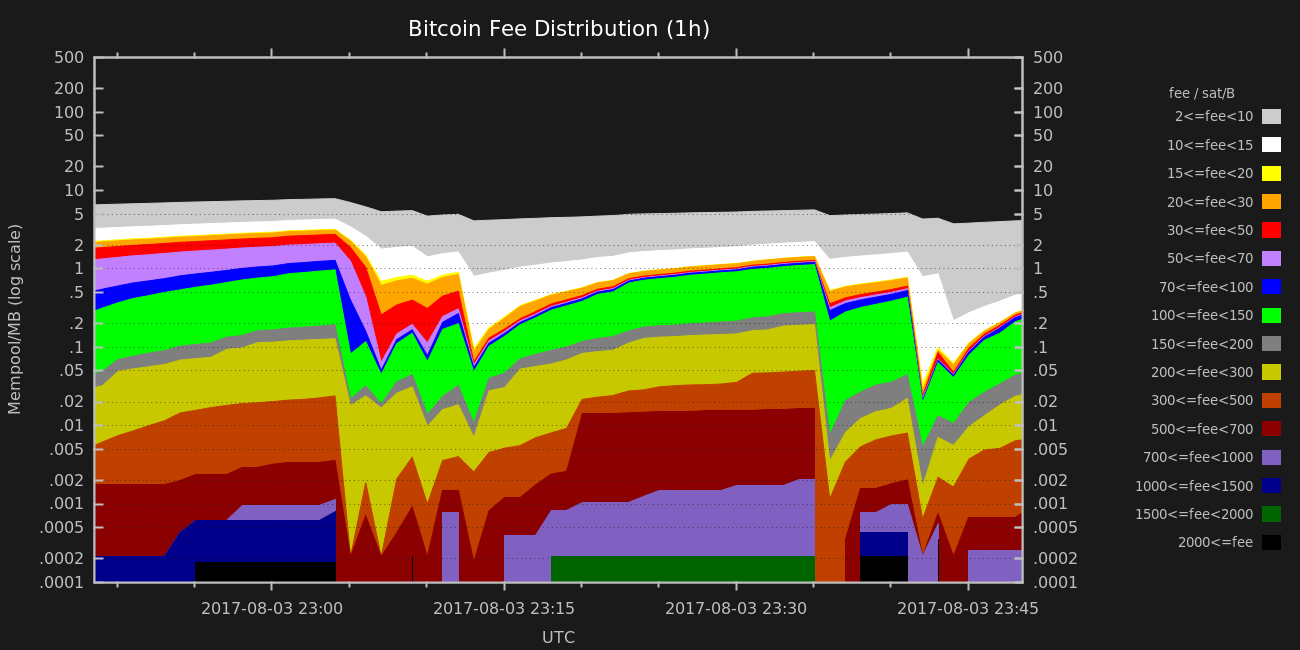 Bitcoin Fee Distribution (1h)
Mempool/MB (log scale)
500
200
100
50
20
10
5
2
1
.5
.2
.1
.05
.02
.01
.005
.002
.001
.0005
.0002
.0001
500
200
100
50
20
10
5
2
1
.5
.2
.1
.05
.02
.01
.005
.002
.001
.0005
.0002
.0001
2017-08-03 23:00
2017-08-03 23:15
2017-08-03 23:30
2017-08-03 23:45
UTC
fee / sat/B
2<=fee<10
10<=fee<15
15<=fee<20
20<=fee<30
30<=fee<50
50<=fee<70
70<=fee<100
100<=fee<150
150<=fee<200
200<=fee<300
300<=fee<500
500<=fee<700
700<=fee<1000
1000<=fee<1500
1500<=fee<2000
2000<=fee